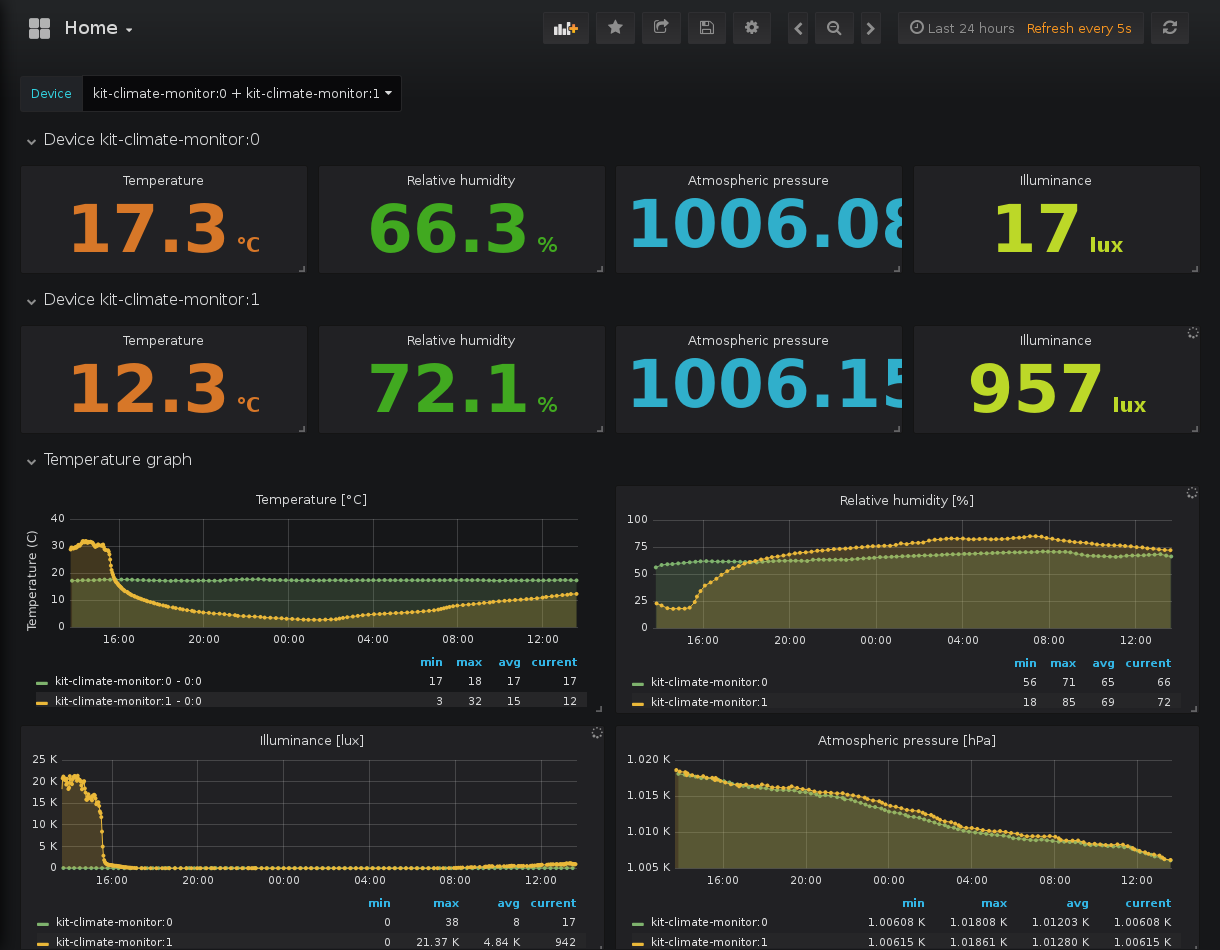 Home
Last 24 hours Refresh every 5s
Device kit-climate-monitor:0 + kit-climate-monitor:1
Device kit-climate-monitor:0
Temperature Relative humidity Atmospheric pressure Illuminance
17.3 °C 66.3 % 1006.08 17 lux
Device kit-climate-monitor:1
Temperature Relative humidity Atmospheric pressure Illuminance
12.3 °C 72.1 % 1006.15 957 lux
Temperature graph
Temperature [°C]
Temperature (C)
40
30
20
10
0
16:00 20:00 00:00 04:00 08:00 12:00
min max avg current
kit-climate-monitor:0 - 0:0 17 18 17 17
kit-climate-monitor:1 - 0:0 3 32 15 12
Relative humidity [%]
100
75
50
25
0
16:00 20:00 00:00 04:00 08:00 12:00
min max avg current
kit-climate-monitor:0 56 71 65 66
kit-climate-monitor:1 18 85 69 72
Illuminance [lux]
25 K
20 K
15 K
10 K
5 K
0
16:00 20:00 00:00 04:00 08:00 12:00
min max avg current
kit-climate-monitor:0 0 38 8 17
kit-climate-monitor:1 0 21.37 K 4.84 K 942
Atmospheric pressure [hPa]
1.020 K
1.015 K
1.010 K
1.005 K
16:00 20:00 00:00 04:00 08:00 12:00
min max avg current
kit-climate-monitor:0 1.00608 K 1.01808 K 1.01203 K 1.00608 K
kit-climate-monitor:1 1.00615 K 1.01861 K 1.01280 K 1.00615 K